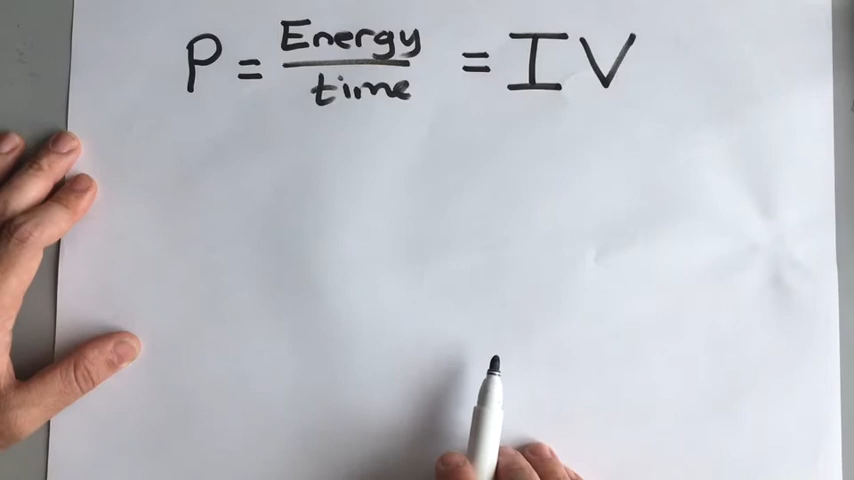 P = Energy/time = IV